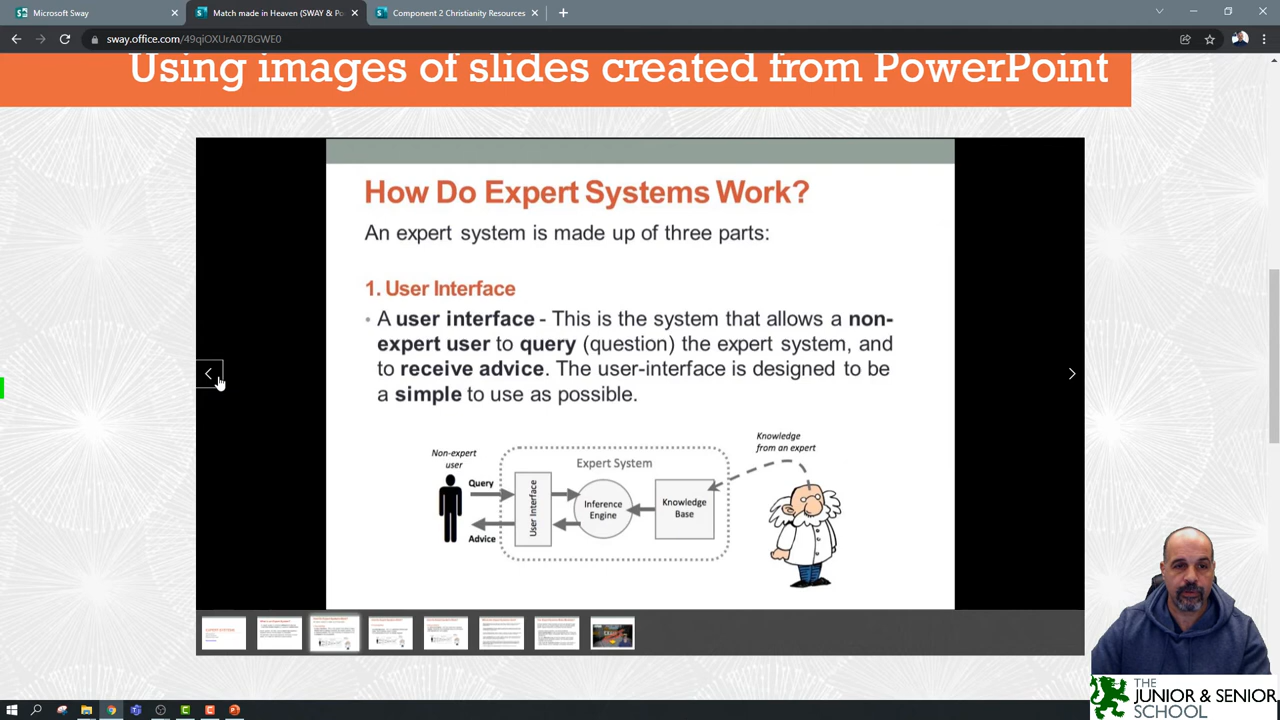 Microsoft Sway
Match made in Heaven (SWAY & Po
Component 2 Christianity Resources
sway.office.com/49qiOXUrA07BGWE0
Using images of slides created from PowerPoint
How Do Expert Systems Work?
An expert system is made up of three parts:
1. User Interface
• A user interface - This is the system that allows a non-
expert user to query (question) the expert system, and
to receive advice. The user-interface is designed to be
a simple to use as possible.
Knowledge
from an expert
Non-expert
user
Expert System
Query
User Interface
Inference
Engine
Knowledge
Base
Advice
THE
JUNIOR & SENIOR
SCHOOL